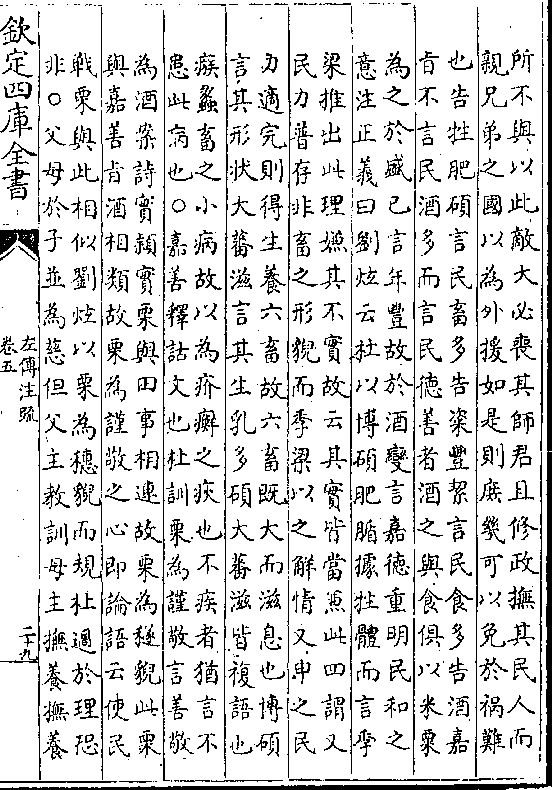 所不與以此敵大必喪其師君且修政撫其民人而
親兄弟之國以為外援如是則庶幾可以免於禍難
也告牲肥碩言民畜多告粢豐絜言民食多告酒嘉
㫖不言民酒多而言民德善者酒之與食俱以米粟
為之於盛已言年豐故於酒變言嘉德重明民和之
意注正義曰劉炫云杜以博碩肥腯據牲體而言季
梁推出此理嫌其不實故云其實皆當兼此四謂又
民力普存非畜之形貌而季梁以之解情又申之民
力適完則得生養六畜故六畜既大而滋息也博碩
言其形狀大蕃滋言其生乳多碩大蕃滋皆複語也
瘯蠡畜之小病故以為疥癬之疾也不疾者猶言不
患此病也○嘉善釋詁文也杜訓栗為謹敬言善敬
為酒案詩實頴實栗與田事相連故栗為穟貌此栗
與嘉善㫖酒相類故栗為謹敬之心即論語云使民
戰栗與此相似劉炫以栗為穗貌而規杜過於理恐
非○父母於子並為慈但父主教訓母主撫養撫養
欽定四庫全書
左傳注疏
卷五
二十九